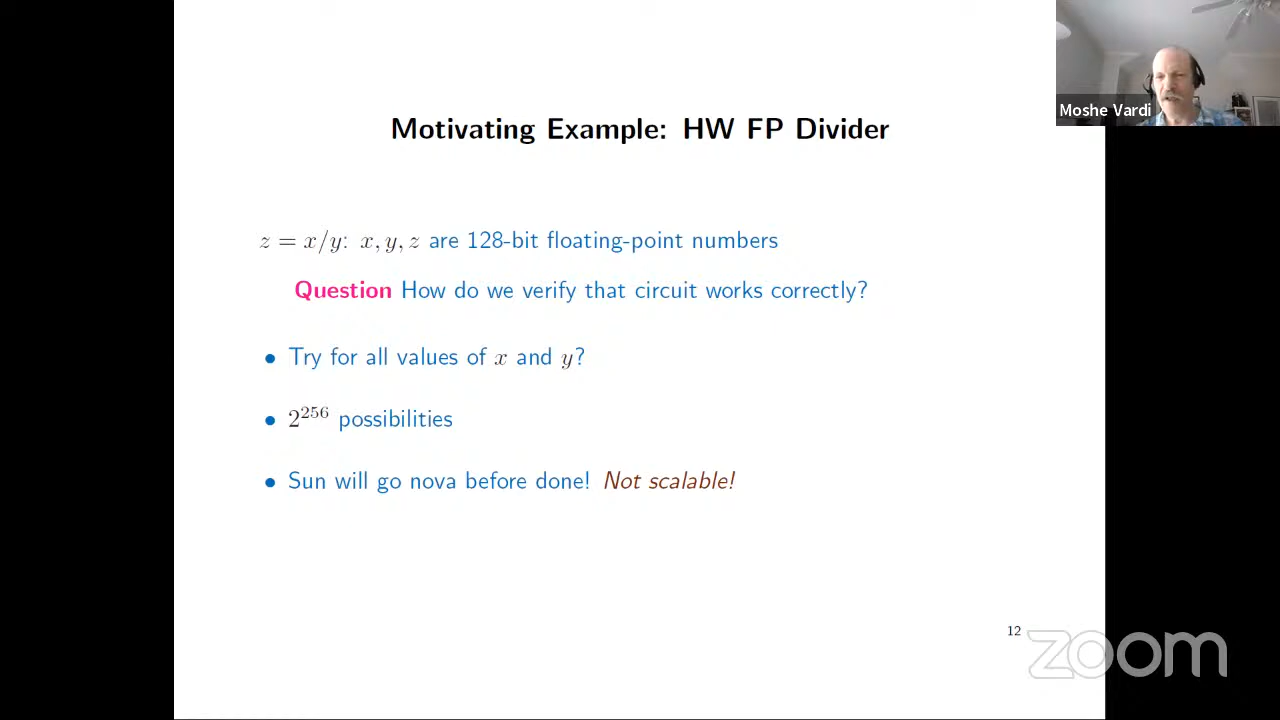 Moshe Vardi
Motivating Example: HW FP Divider
z = x/y: x, y, z are 128-bit floating-point numbers
Question How do we verify that circuit works correctly?
• Try for all values of x and y?
• 2^256 possibilities
• Sun will go nova before done! Not scalable!
12
zoom